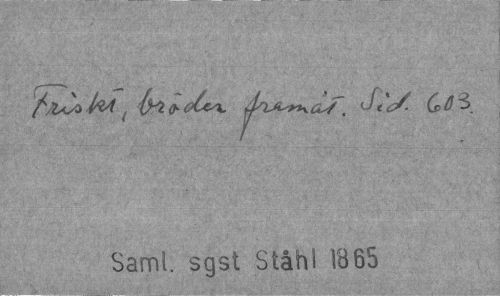 Friskt, bröder framåt. Sid. 603.
Saml. sgst Ståhl 1865